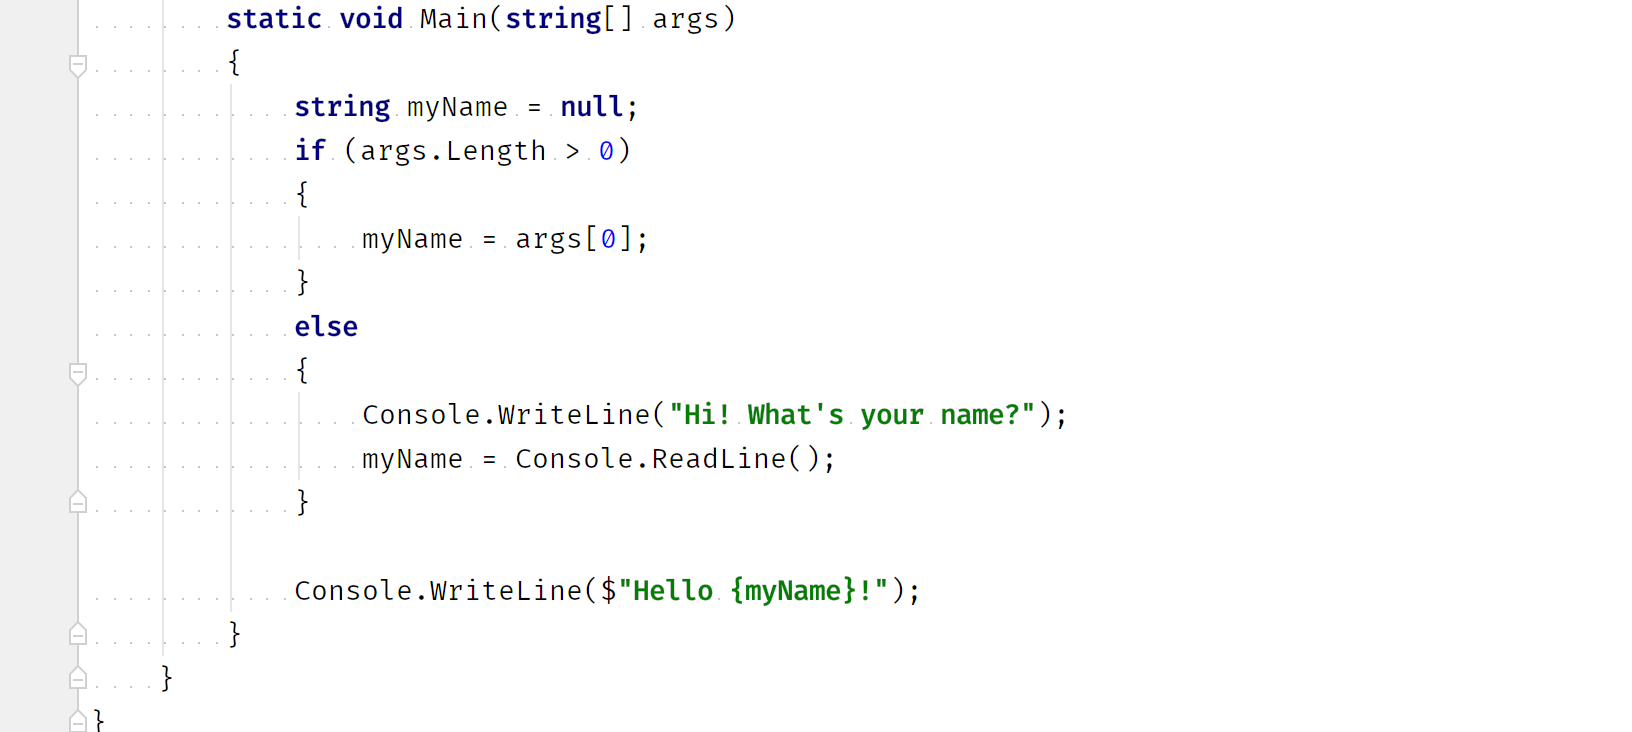 static void Main(string[] args)
{
string myName = null;
if (args.Length > 0)
{
myName = args[0];
}
else
{
Console.WriteLine("Hi! What's your name?");
myName = Console.ReadLine();
}
Console.WriteLine($"Hello {myName}!");
}
}
}